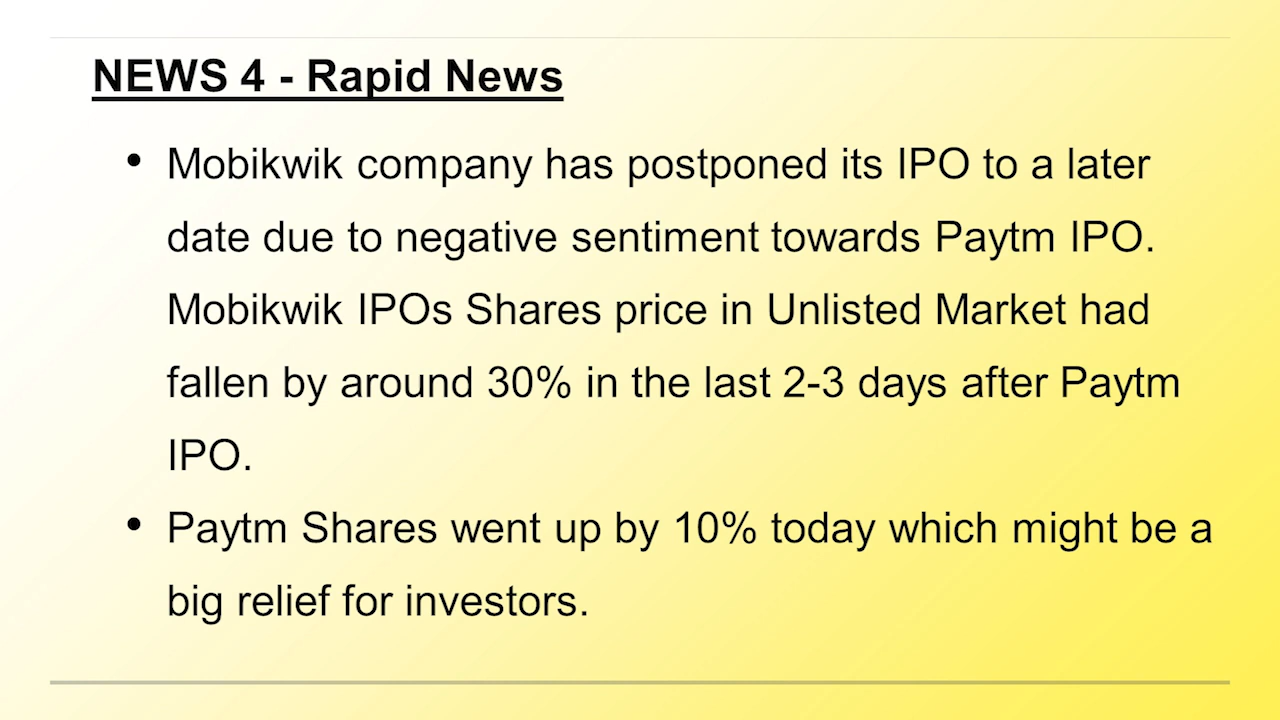 NEWS 4 - Rapid News
• Mobikwik company has postponed its IPO to a later
date due to negative sentiment towards Paytm IPO.
Mobikwik IPOs Shares price in Unlisted Market had
fallen by around 30% in the last 2-3 days after Paytm
IPO.
• Paytm Shares went up by 10% today which might be a
big relief for investors.